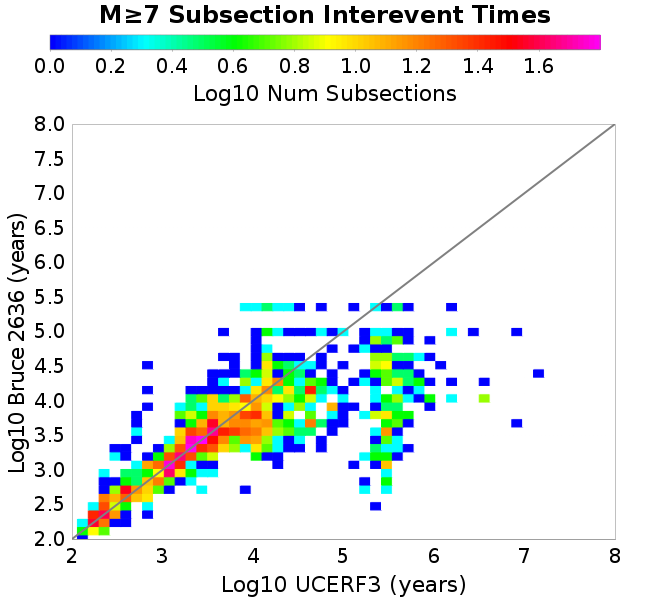 M≥7 Subsection Interevent Times
0.0 0.2 0.4 0.6 0.8 1.0 1.2 1.4 1.6
Log10 Num Subsections
8.0
7.5
7.0
6.5
6.0
5.5
5.0
4.5
4.0
3.5
3.0
2.5
2.0
Log10 Bruce 2636 (years)
2 3 4 5 6 7 8
Log10 UCERF3 (years)